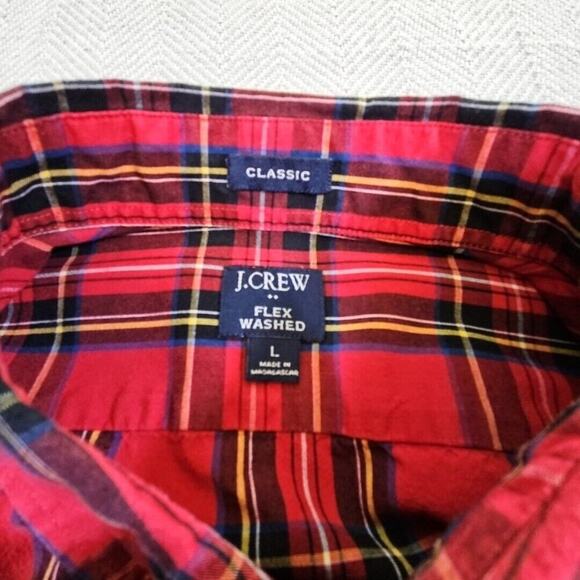 CLASSIC
J.CREW
FLEX
WASHED
L
MADE IN
MADAGASCAR